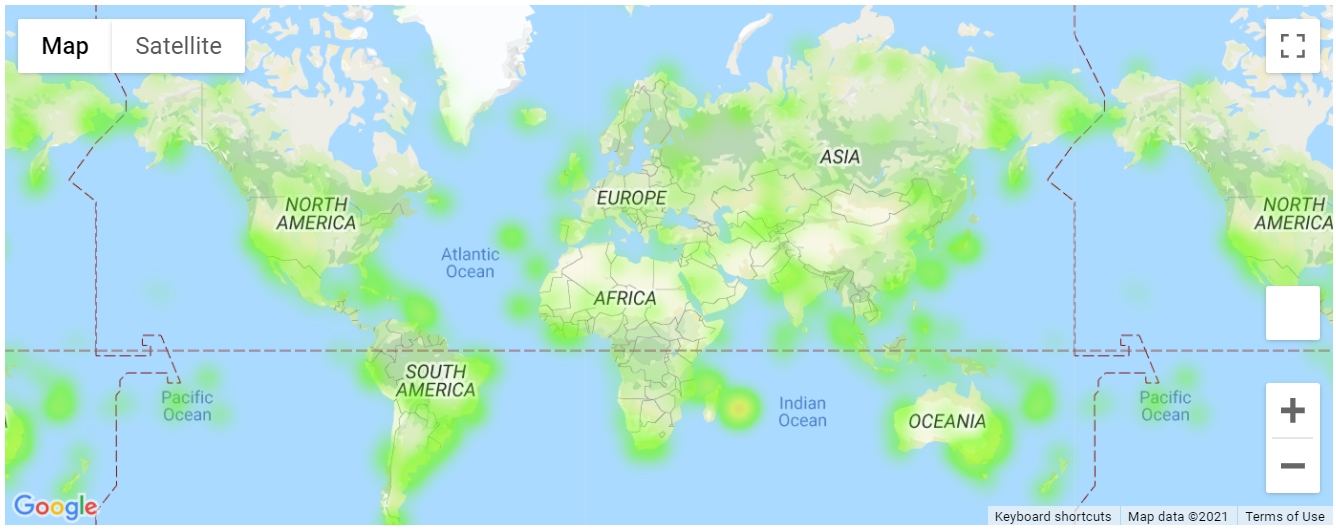 Map
Satellite
NORTH
AMERICA
Atlantic
Ocean
EUROPE
ASIA
AFRICA
SOUTH
AMERICA
Pacific
Ocean
Indian
Ocean
OCEANIA
Pacific
Ocean
NORTH
AMERICA
A
Google
Keyboard shortcuts
Map data ©2021
Terms of Use